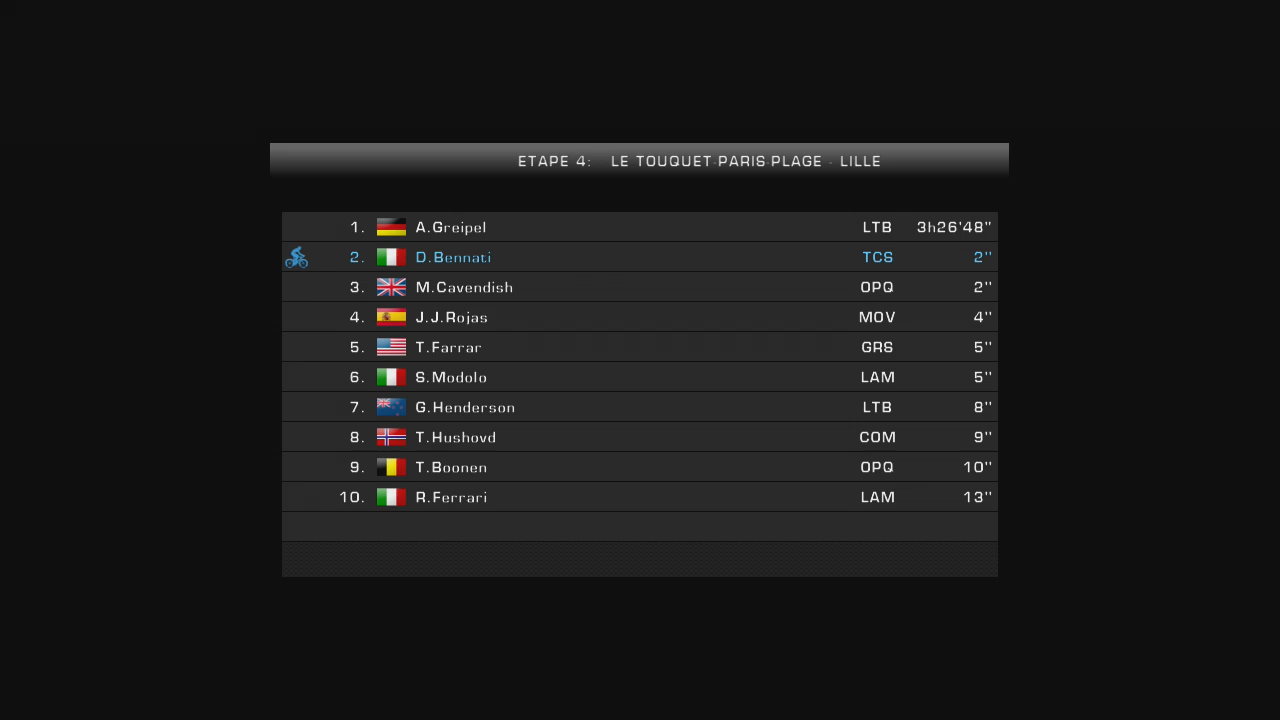 ETAPE 4: LE TOUQUET-PARIS-PLAGE - LILLE
1. A.Greipel LTB 3h26'48''
2. D.Bennati TCS 2''
3. M.Cavendish OPQ 2''
4. J.J.Rojas MOV 4''
5. T.Farrar GRS 5''
6. S.Modolo LAM 5''
7. G.Henderson LTB 8''
8. T.Hushovd COM 9''
9. T.Boonen OPQ 10''
10. R.Ferrari LAM 13''